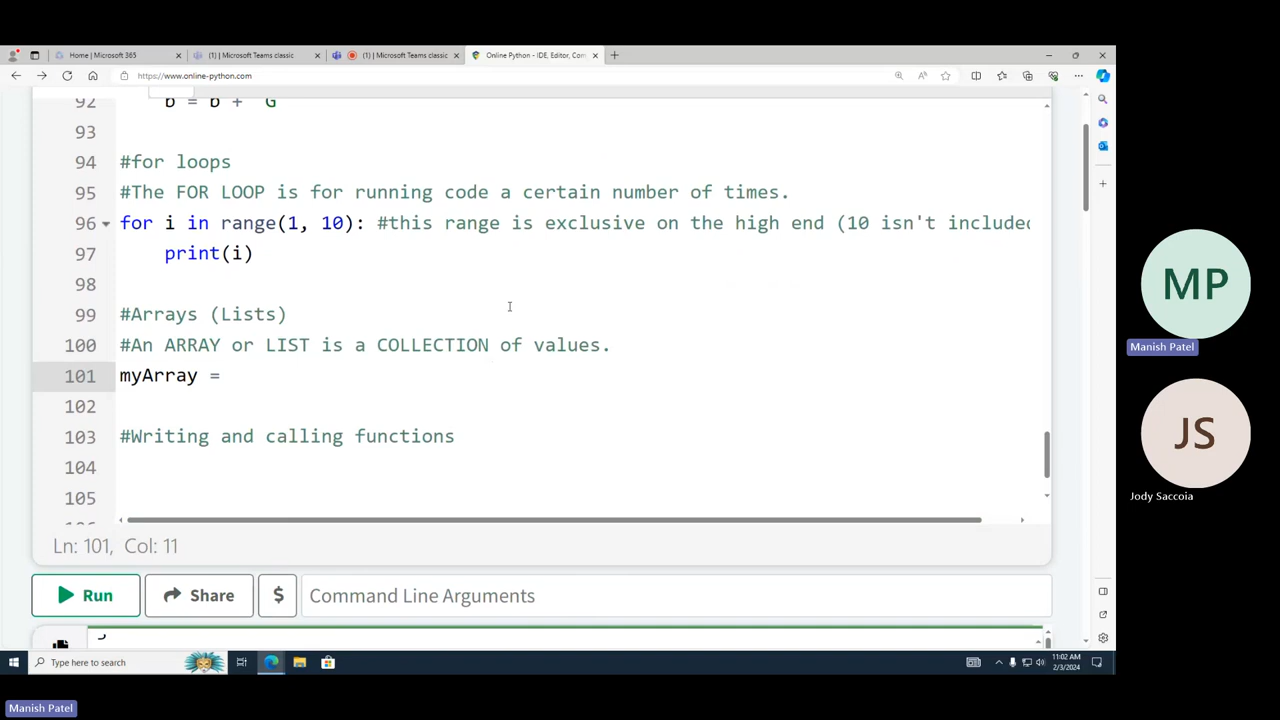 Home | Microsoft 365
(1) | Microsoft Teams classic
(1) | Microsoft Teams classic
Online Python - IDE, Editor, Com
https://www.online-python.com
92 b = b + G
93
94 #for loops
95 #The FOR LOOP is for running code a certain number of times.
96 for i in range(1, 10): #this range is exclusive on the high end (10 isn't included
97 print(i)
98
99 #Arrays (Lists)
100 #An ARRAY or LIST is a COLLECTION of values.
101 myArray =
102
103 #Writing and calling functions
104
105
Ln: 101, Col: 11
Run
Share
$
Command Line Arguments
Type here to search
11:02 AM
2/3/2024
MP
Manish Patel
JS
Jody Saccoia
Manish Patel